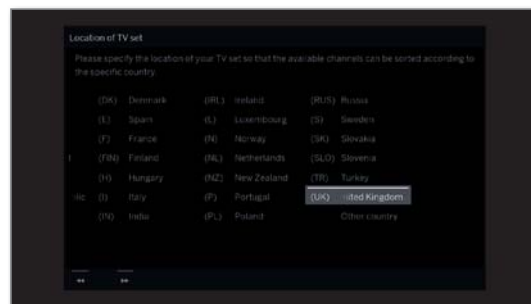 Location of TV set
Please specify the location of your TV set so that the available channels can be sorted according to
the specific country.
(DK) Denmark (IRL) Ireland (RUS) Russia
(E) Spain (L) Luxembourg (S) Sweden
(F) France (N) Norway (SK) Slovakia
(FIN) Finland (NL) Netherlands (SLO) Slovenia
(H) Hungary (NZ) New Zealand (TR) Turkey
(I) Italy (P) Portugal (UK) United Kingdom
(IN) India (PL) Poland Other country